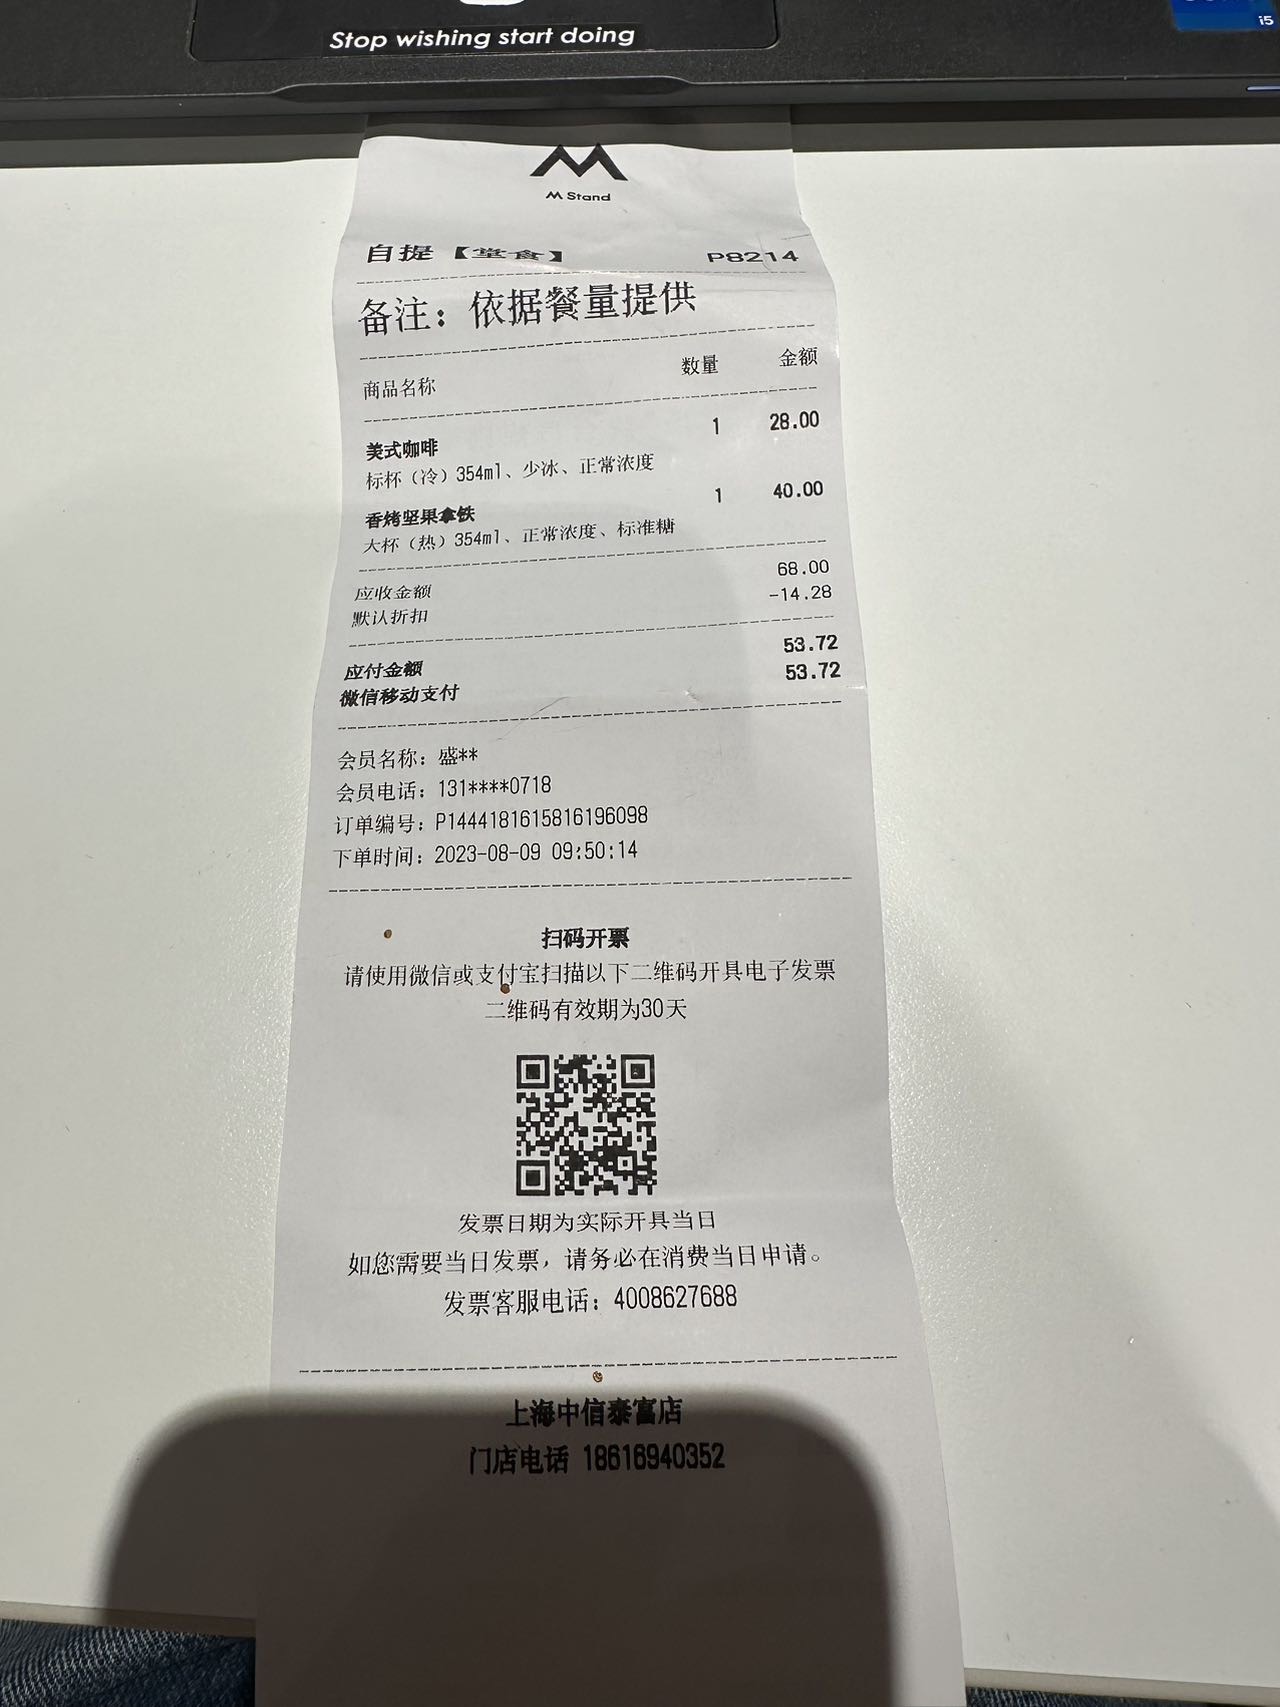 Stop wishing start doing
i5
M Stand
自提【堂食】 P8214
备注：依据餐量提供
商品名称 数量 金额
美式咖啡 1 28.00
标杯（冷）354ml、少冰、正常浓度
香烤坚果拿铁 1 40.00
大杯（热）354ml、正常浓度、标准糖
应收金额 68.00
默认折扣 -14.28
应付金额 53.72
微信移动支付 53.72
会员名称：盛**
会员电话：131****0718
订单编号：P1444181615816196098
下单时间：2023-08-09 09:50:14
扫码开票
请使用微信或支付宝扫描以下二维码开具电子发票
二维码有效期为30天
发票日期为实际开具当日
如您需要当日发票，请务必在消费当日申请。
发票客服电话：4008627688
上海中信泰富店
门店电话 18616940352